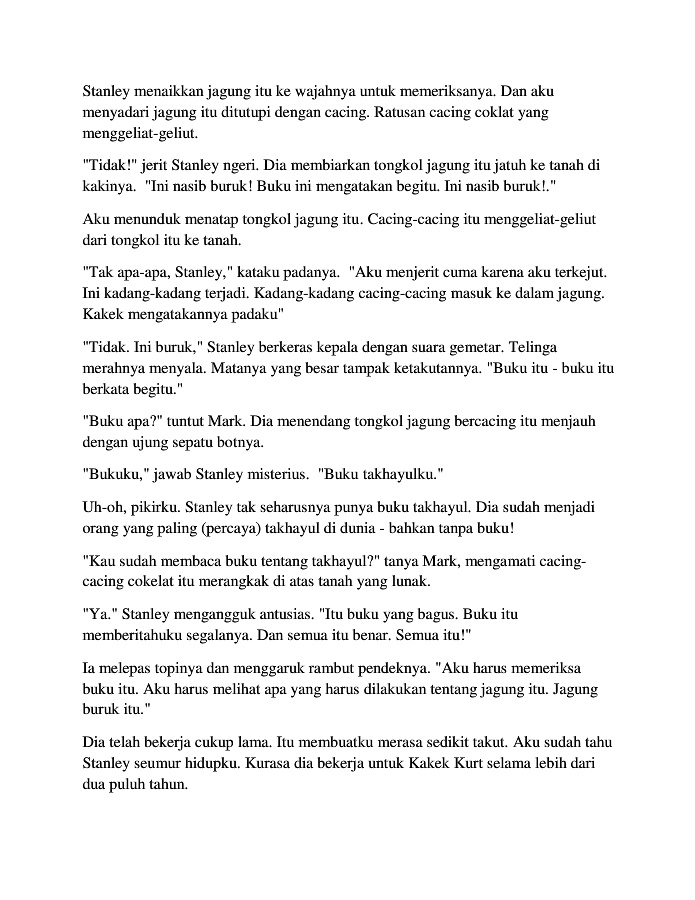 Stanley menaikkan jagung itu ke wajahnya untuk memeriksanya. Dan aku
menyadari jagung itu ditutupi dengan cacing. Ratusan cacing coklat yang
menggeliat-geliut.
"Tidak!" jerit Stanley ngeri. Dia membiarkan tongkol jagung itu jatuh ke tanah di
kakinya.  "Ini nasib buruk! Buku ini mengatakan begitu. Ini nasib buruk!."
Aku menunduk menatap tongkol jagung itu. Cacing-cacing itu menggeliat-geliut
dari tongkol itu ke tanah.
"Tak apa-apa, Stanley," kataku padanya.  "Aku menjerit cuma karena aku terkejut.
Ini kadang-kadang terjadi. Kadang-kadang cacing-cacing masuk ke dalam jagung.
Kakek mengatakannya padaku"
"Tidak. Ini buruk," Stanley berkeras kepala dengan suara gemetar. Telinga
merahnya menyala. Matanya yang besar tampak ketakutannya. "Buku itu - buku itu
berkata begitu."
"Buku apa?" tuntut Mark. Dia menendang tongkol jagung bercacing itu menjauh
dengan ujung sepatu botnya.
"Bukuku," jawab Stanley misterius.  "Buku takhayulku."
Uh-oh, pikirku. Stanley tak seharusnya punya buku takhayul. Dia sudah menjadi
orang yang paling (percaya) takhayul di dunia - bahkan tanpa buku!
"Kau sudah membaca buku tentang takhayul?" tanya Mark, mengamati cacing-
cacing cokelat itu merangkak di atas tanah yang lunak.
"Ya." Stanley mengangguk antusias. "Itu buku yang bagus. Buku itu
memberitahuku segalanya. Dan semua itu benar. Semua itu!"
Ia melepas topinya dan menggaruk rambut pendeknya. "Aku harus memeriksa
buku itu. Aku harus melihat apa yang harus dilakukan tentang jagung itu. Jagung
buruk itu."
Dia telah bekerja cukup lama. Itu membuatku merasa sedikit takut. Aku sudah tahu
Stanley seumur hidupku. Kurasa dia bekerja untuk Kakek Kurt selama lebih dari
dua puluh tahun.